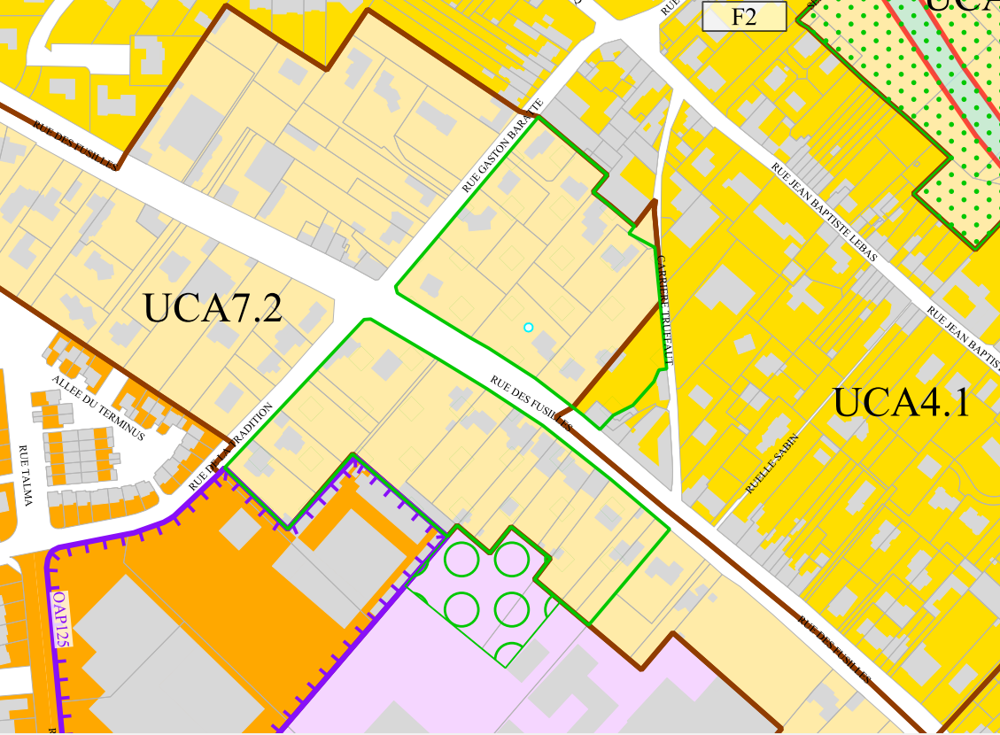 UCA
F2
RUE DES FUSILLES
RUE GASTON BARATTE
RUE JEAN BAPTISTE LEBAS
CARRIERE TRUFFAUT
UCA7.2
RUE JEAN BAPTIS
ALLEE DU TERMINUS
RUE DES FUSILLES
UCA4.1
RUE DE LA TRADITION
RUE TALMA
RUELLE SABIN
OAP125
RUE DES FUSILLES